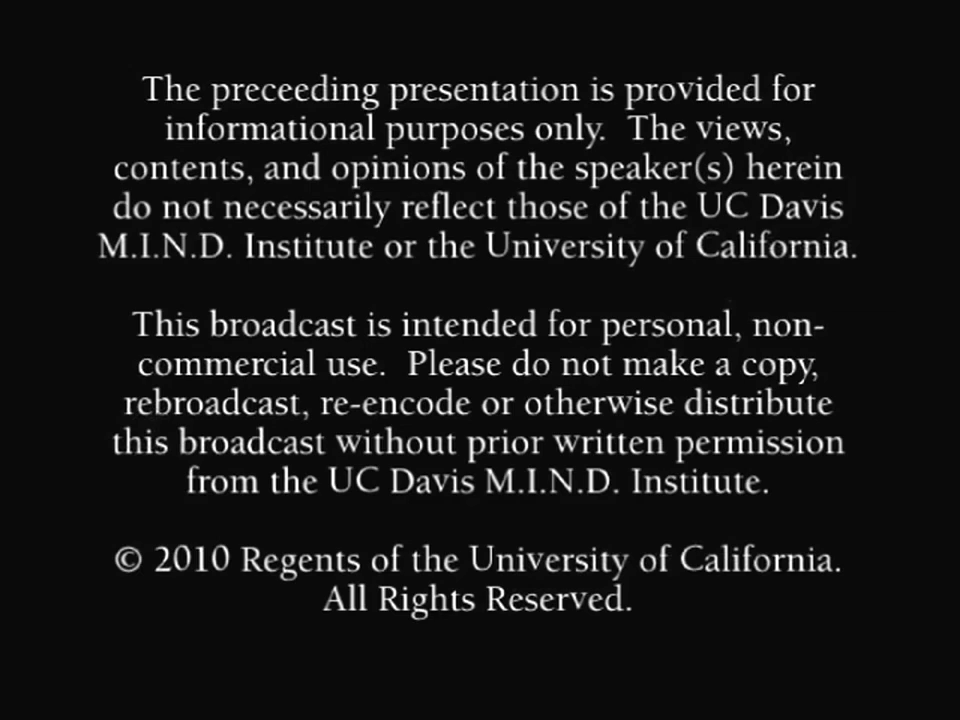 The preceeding presentation is provided for
informational purposes only.  The views,
contents, and opinions of the speaker(s) herein
do not necessarily reflect those of the UC Davis
M.I.N.D. Institute or the University of California.
This broadcast is intended for personal, non-
commercial use.  Please do not make a copy,
rebroadcast, re-encode or otherwise distribute
this broadcast without prior written permission
from the UC Davis M.I.N.D. Institute.
© 2010 Regents of the University of California.
All Rights Reserved.